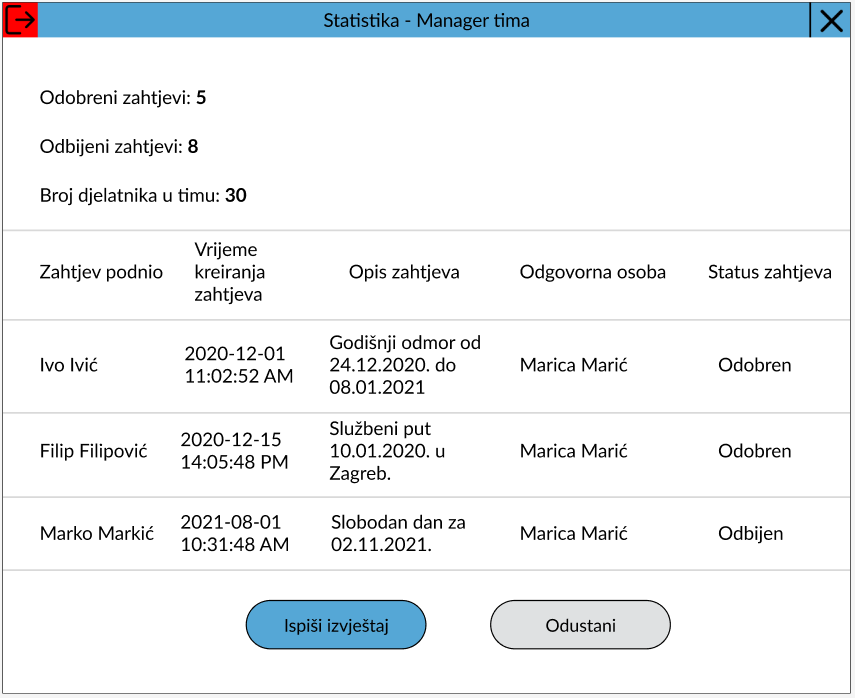 Statistika - Manager tima
Odobreni zahtjevi: 5
Odbijeni zahtjevi: 8
Broj djelatnika u timu: 30
Zahtjev podnio
Vrijeme
kreiranja
zahtjeva
Opis zahtjeva
Odgovorna osoba
Status zahtjeva
Ivo Ivić
2020-12-01
11:02:52 AM
Godišnji odmor od
24.12.2020. do
08.01.2021
Marica Marić
Odobren
Filip Filipović
2020-12-15
14:05:48 PM
Službeni put
10.01.2020. u
Zagreb.
Marica Marić
Odobren
Marko Markić
2021-08-01
10:31:48 AM
Slobodan dan za
02.11.2021.
Marica Marić
Odbijen
Ispiši izvještaj
Odustani